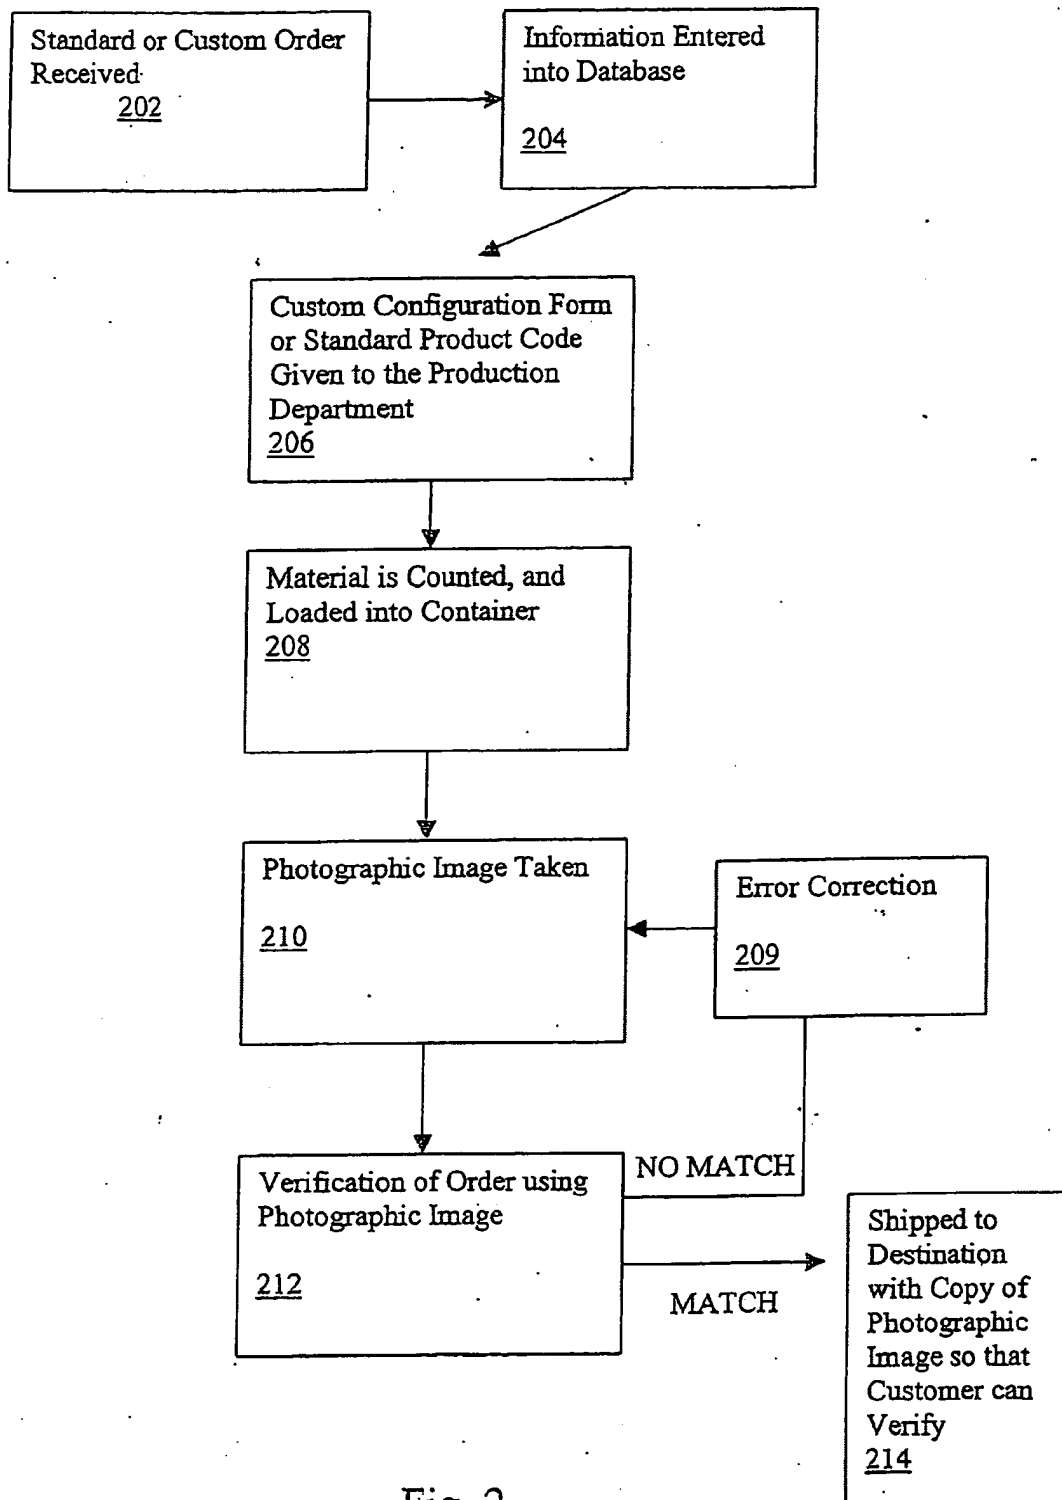 Standard or Custom Order
Received
202
Information Entered
into Database
204
Custom Configuration Form
or Standard Product Code
Given to the Production
Department
206
Material is Counted, and
Loaded into Container
208
Photographic Image Taken
210
Error Correction
209
Verification of Order using
Photographic Image
212
NO MATCH
MATCH
Shipped to
Destination
with Copy of
Photographic
Image so that
Customer can
Verify
214
Fig. 2